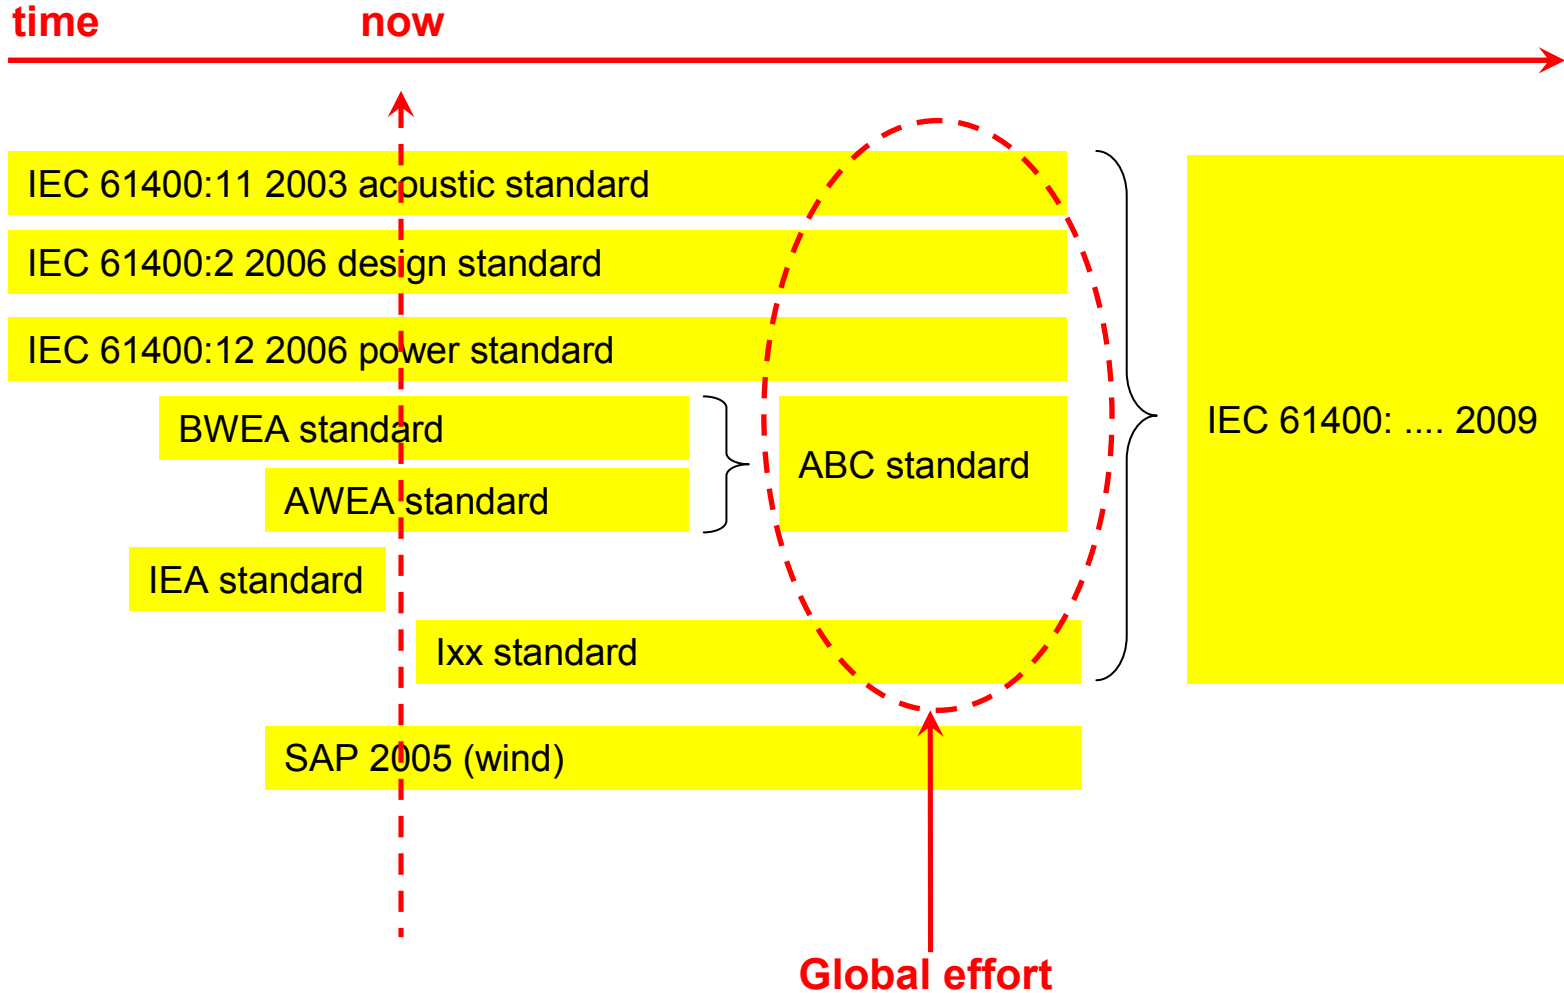 time
now
IEC 61400:11 2003 acoustic standard
IEC 61400:2 2006 design standard
IEC 61400:12 2006 power standard
BWEA standard
AWEA standard
ABC standard
IEC 61400: .... 2009
IEA standard
Ixx standard
SAP 2005 (wind)
Global effort